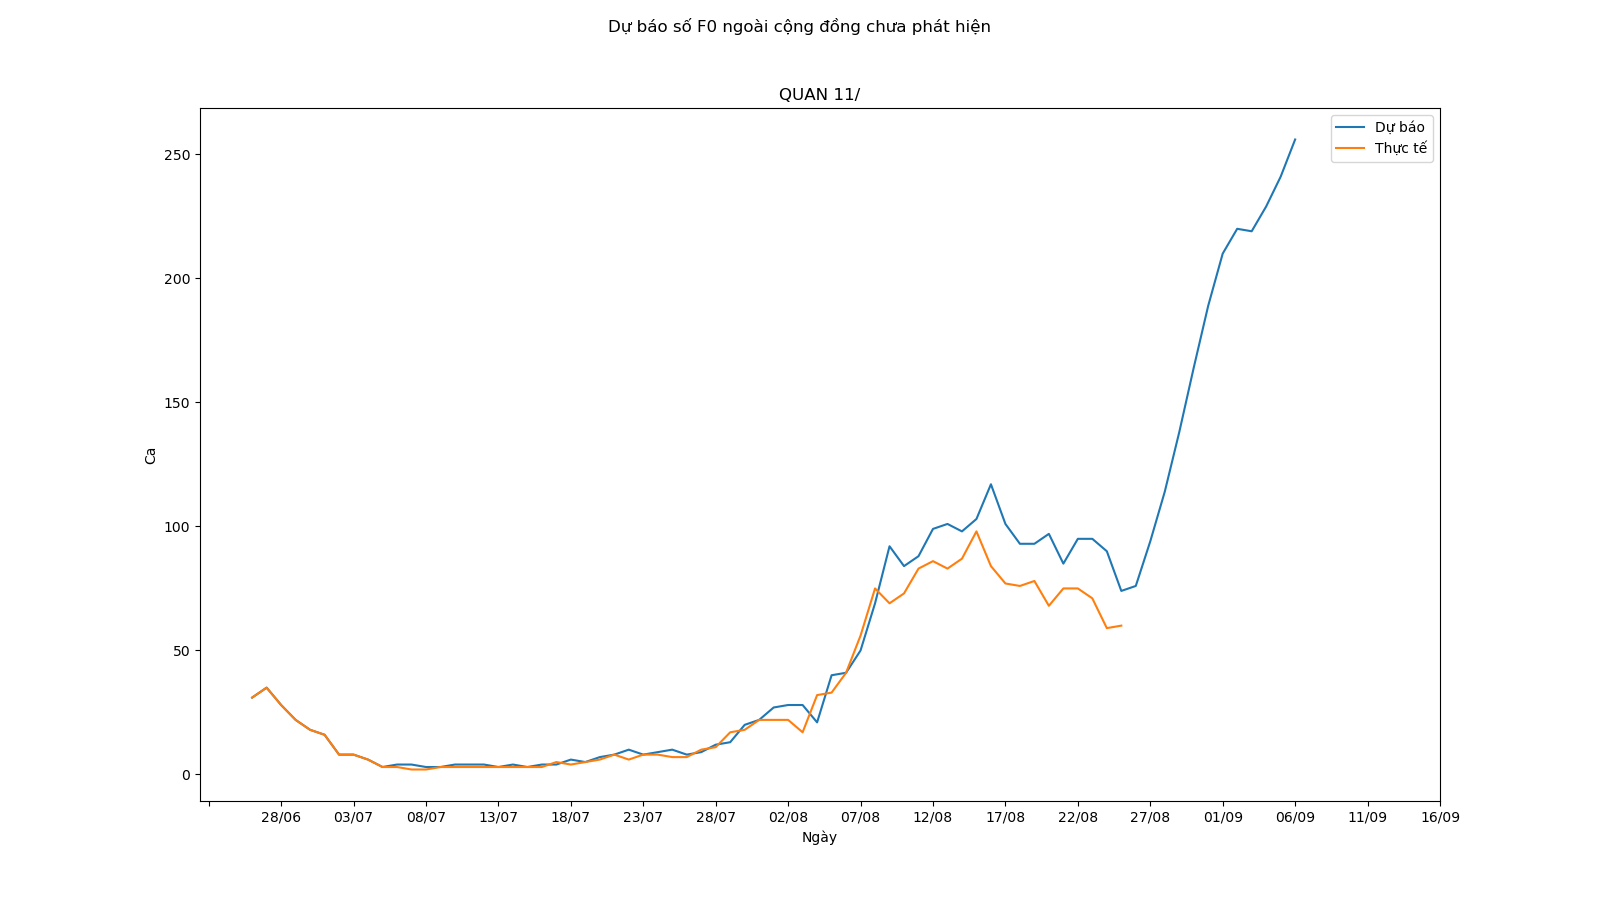 Dự báo số F0 ngoài cộng đồng chưa phát hiện
QUAN 11/
Dự báo
Thực tế
250
200
150
100
50
0
Ca
28/06 03/07 08/07 13/07 18/07 23/07 28/07 02/08 07/08 12/08 17/08 22/08 27/08 01/09 06/09 11/09 16/09
Ngày